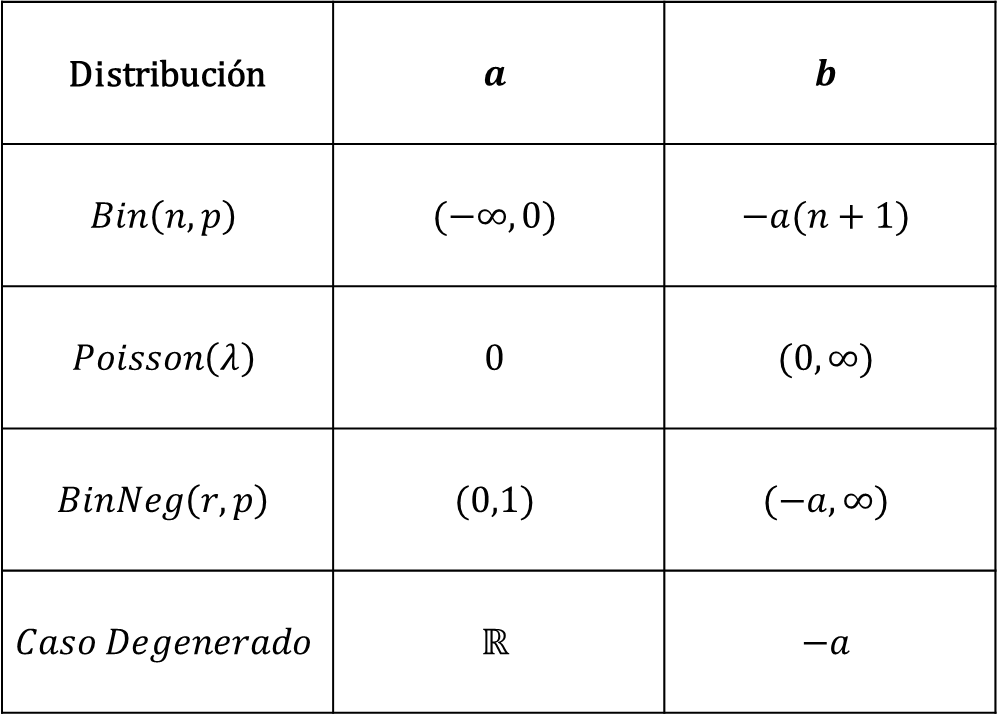 Distribución a b
Bin(n, p) (−∞, 0) −a(n + 1)
Poisson(λ) 0 (0, ∞)
BinNeg(r, p) (0,1) (−a, ∞)
Caso Degenerado ℝ −a